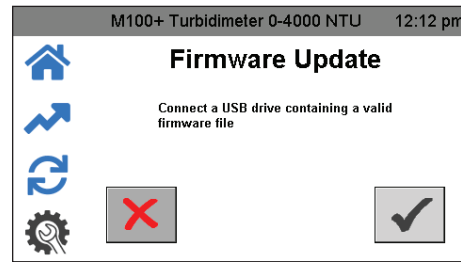 M100+ Turbidimeter 0-4000 NTU 12:12 pm
Firmware Update
Connect a USB drive containing a valid
firmware file